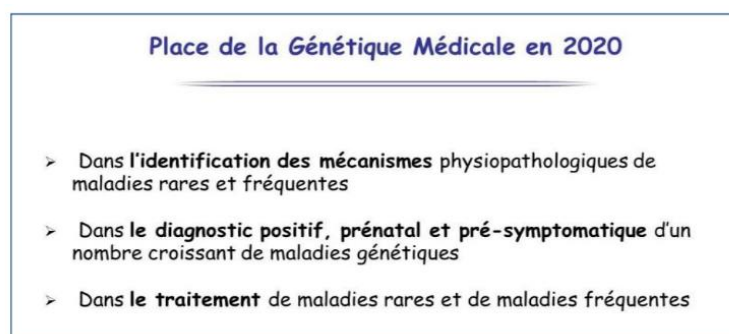 Place de la Génétique Médicale en 2020
➢ Dans l'identification des mécanismes physiopathologiques de
maladies rares et fréquentes
➢ Dans le diagnostic positif, prénatal et pré-symptomatique d'un
nombre croissant de maladies génétiques
➢ Dans le traitement de maladies rares et de maladies fréquentes